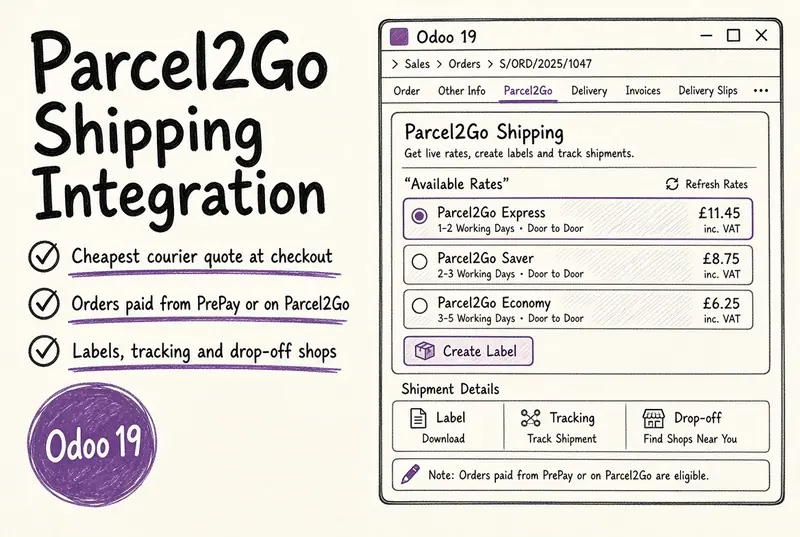 Parcel2Go
Shipping
Integration
Cheapest courier quote at checkout
Orders paid from PrePay or on Parcel2Go
Labels, tracking and drop-off shops
Odoo 19
Odoo 19
> Sales > Orders > S/ORD/2025/1047
Order Other Info Parcel2Go Delivery Invoices Delivery Slips
Parcel2Go Shipping
Get live rates, create labels and track shipments.
“Available Rates” Refresh Rates
Parcel2Go Express £11.45
1-2 Working Days • Door to Door inc. VAT
Parcel2Go Saver £8.75
2-3 Working Days • Door to Door inc. VAT
Parcel2Go Economy £6.25
3-5 Working Days • Door to Door inc. VAT
Create Label
Shipment Details
Label Tracking Drop-off
Download Track Shipment Find Shops Near You
Note: Orders paid from PrePay or on Parcel2Go are eligible.